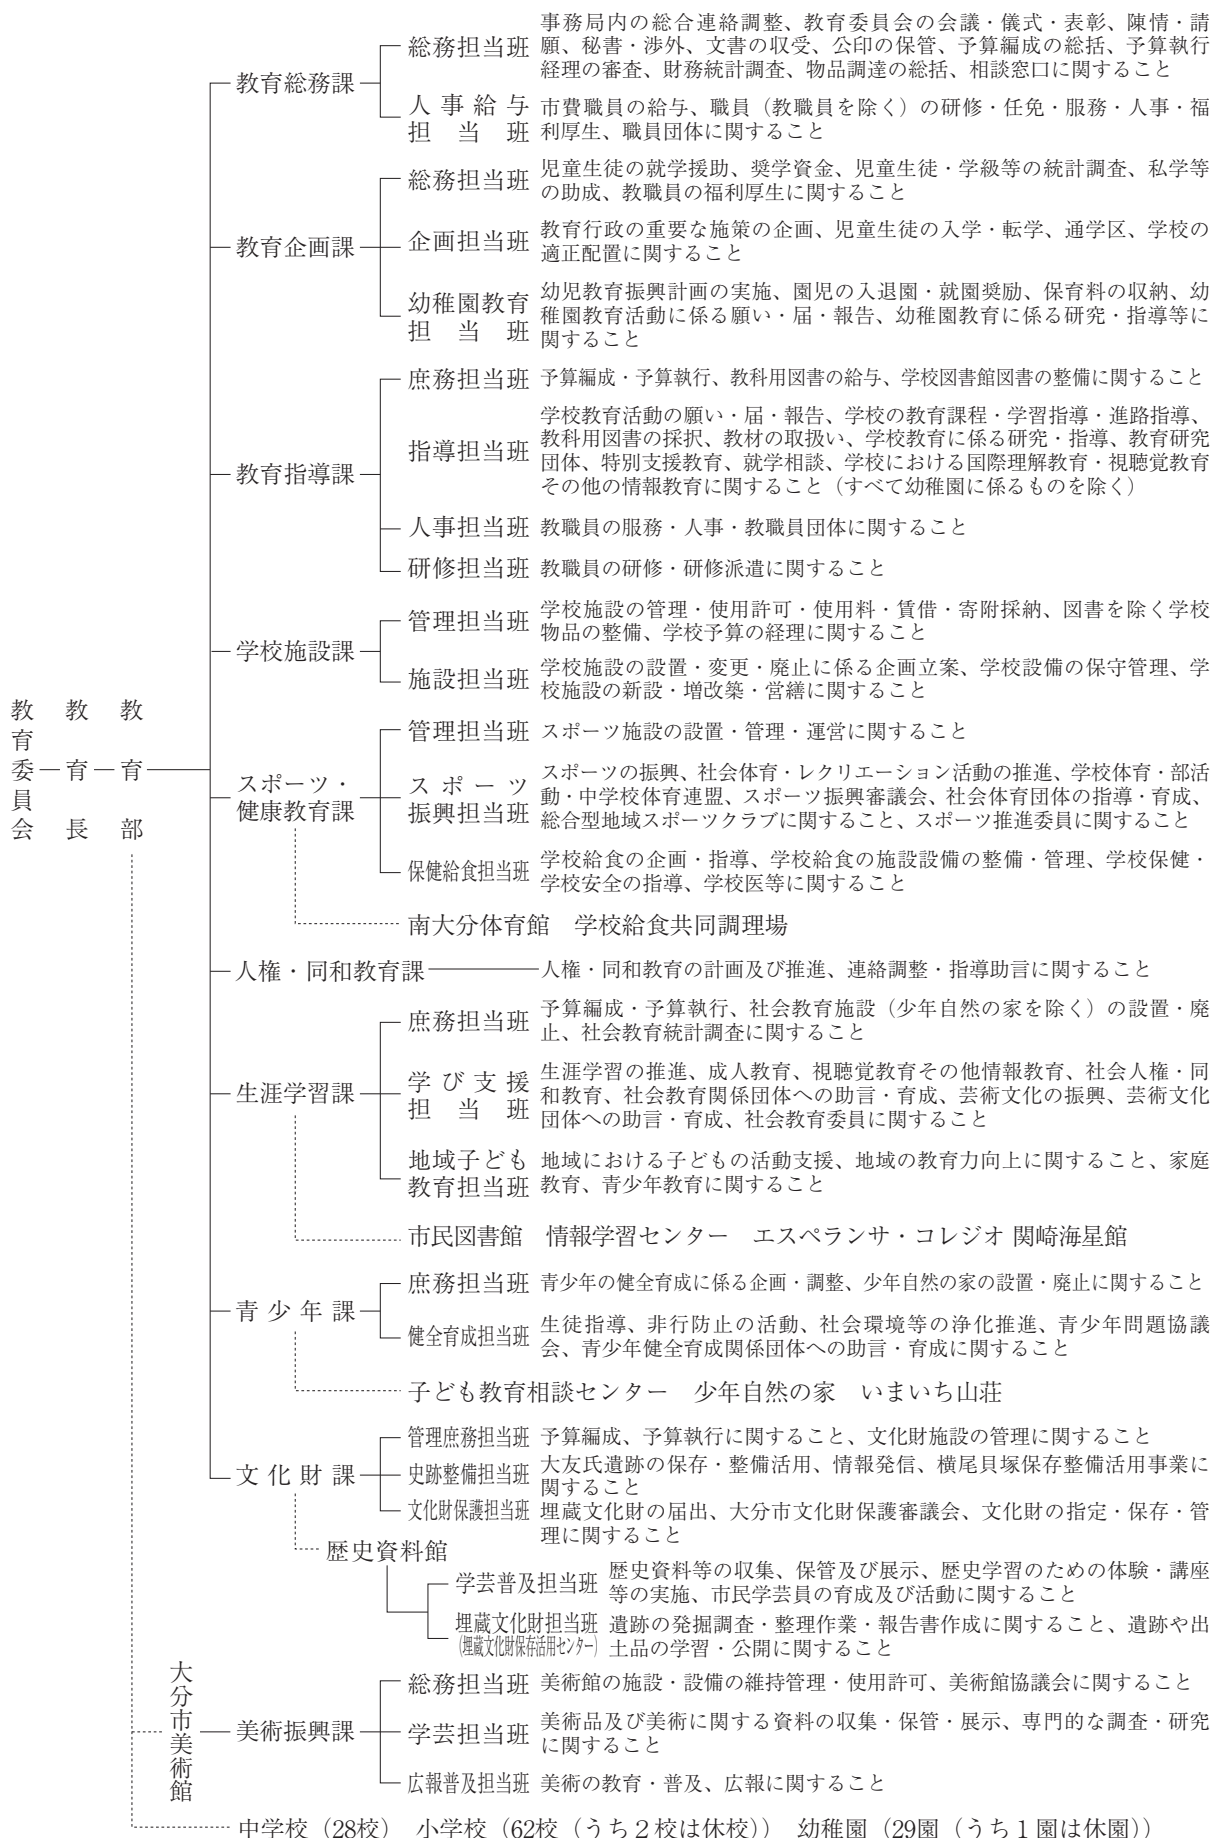 教育委員会
教育長
教育部
教育総務課
総務担当班
事務局内の総合連絡調整、教育委員会の会議・儀式・表彰、陳情・請
願、秘書・渉外、文書の収受、公印の保管、予算編成の総括、予算執行
経理の審査、財務統計調査、物品調達の総括、相談窓口に関すること
人事給与
担当班
市費職員の給与、職員（教職員を除く）の研修・任免・服務・人事・福
利厚生、職員団体に関すること
教育企画課
総務担当班
児童生徒の就学援助、奨学資金、児童生徒・学級等の統計調査、私学等
の助成、教職員の福利厚生に関すること
企画担当班
教育行政の重要な施策の企画、児童生徒の入学・転学、通学区、学校の
適正配置に関すること
幼稚園教育
担当班
幼児教育振興計画の実施、園児の入退園・就園奨励、保育料の収納、幼
稚園教育活動に係る願い・届・報告、幼稚園教育に係る研究・指導等に
関すること
教育指導課
庶務担当班
予算編成・予算執行、教科用図書の給与、学校図書館図書の整備に関すること
指導担当班
学校教育活動の願い・届・報告、学校の教育課程・学習指導・進路指導、
教科用図書の採択、教材の取扱い、学校教育に係る研究・指導、教育研究
団体、特別支援教育、就学相談、学校における国際理解教育・視聴覚教育
その他の情報教育に関すること（すべて幼稚園に係るものを除く）
人事担当班
教職員の服務・人事・教職員団体に関すること
研修担当班
教職員の研修・研修派遣に関すること
学校施設課
管理担当班
学校施設の管理・使用許可・使用料・賃借・寄附採納、図書を除く学校
物品の整備、学校予算の経理に関すること
施設担当班
学校施設の設置・変更・廃止に係る企画立案、学校設備の保守管理、学
校施設の新設・増改築・営繕に関すること
スポーツ・
健康教育課
管理担当班
スポーツ施設の設置・管理・運営に関すること
スポーツ
振興担当班
スポーツの振興、社会体育・レクリエーション活動の推進、学校体育・部活
動・中学校体育連盟、スポーツ振興審議会、社会体育団体の指導・育成、
総合型地域スポーツクラブに関すること、スポーツ推進委員に関すること
保健給食担当班
学校給食の企画・指導、学校給食の施設設備の整備・管理、学校保健・
学校安全の指導、学校医等に関すること
南大分体育館　学校給食共同調理場
人権・同和教育課
人権・同和教育の計画及び推進、連絡調整・指導助言に関すること
生涯学習課
庶務担当班
予算編成・予算執行、社会教育施設（少年自然の家を除く）の設置・廃
止、社会教育統計調査に関すること
学び支援
担当班
生涯学習の推進、成人教育、視聴覚教育その他情報教育、社会人権・同
和教育、社会教育関係団体への助言・育成、芸術文化の振興、芸術文化
団体への助言・育成、社会教育委員に関すること
地域子ども
教育担当班
地域における子どもの活動支援、地域の教育力向上に関すること、家庭
教育、青少年教育に関すること
市民図書館　情報学習センター　エスペランサ・コレジオ 関崎海星館
青少年課
庶務担当班
青少年の健全育成に係る企画・調整、少年自然の家の設置・廃止に関すること
健全育成担当班
生徒指導、非行防止の活動、社会環境等の浄化推進、青少年問題協議
会、青少年健全育成関係団体への助言・育成に関すること
子ども教育相談センター　少年自然の家　いまいち山荘
文化財課
管理庶務担当班
予算編成、予算執行に関すること、文化財施設の管理に関すること
史跡整備担当班
大友氏遺跡の保存・整備活用、情報発信、横尾貝塚保存整備活用事業に
関すること
文化財保護担当班
埋蔵文化財の届出、大分市文化財保護審議会、文化財の指定・保存・管
理に関すること
歴史資料館
学芸普及担当班
歴史資料等の収集、保管及び展示、歴史学習のための体験・講座
等の実施、市民学芸員の育成及び活動に関すること
埋蔵文化財担当班
(埋蔵文化財保存活用センター)
遺跡の発掘調査・整理作業・報告書作成に関すること、遺跡や出
土品の学習・公開に関すること
大分市美術館
美術振興課
総務担当班
美術館の施設・設備の維持管理・使用許可、美術館協議会に関すること
学芸担当班
美術品及び美術に関する資料の収集・保管・展示、専門的な調査・研究
に関すること
広報普及担当班
美術の教育・普及、広報に関すること
中学校（28校）　小学校（62校（うち２校は休校））　幼稚園（29園（うち１園は休園））